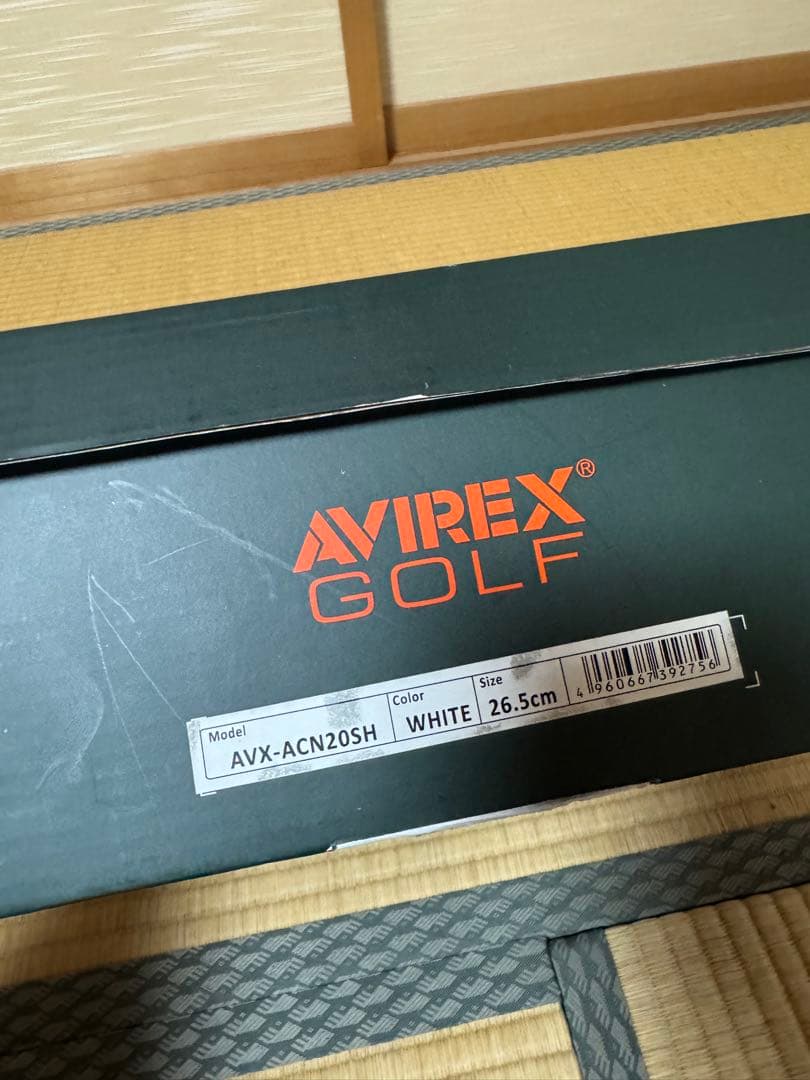 AVIREX®
GOLF
Model
AVX-ACN20SH
Color
WHITE
Size
26.5cm
4960667392756